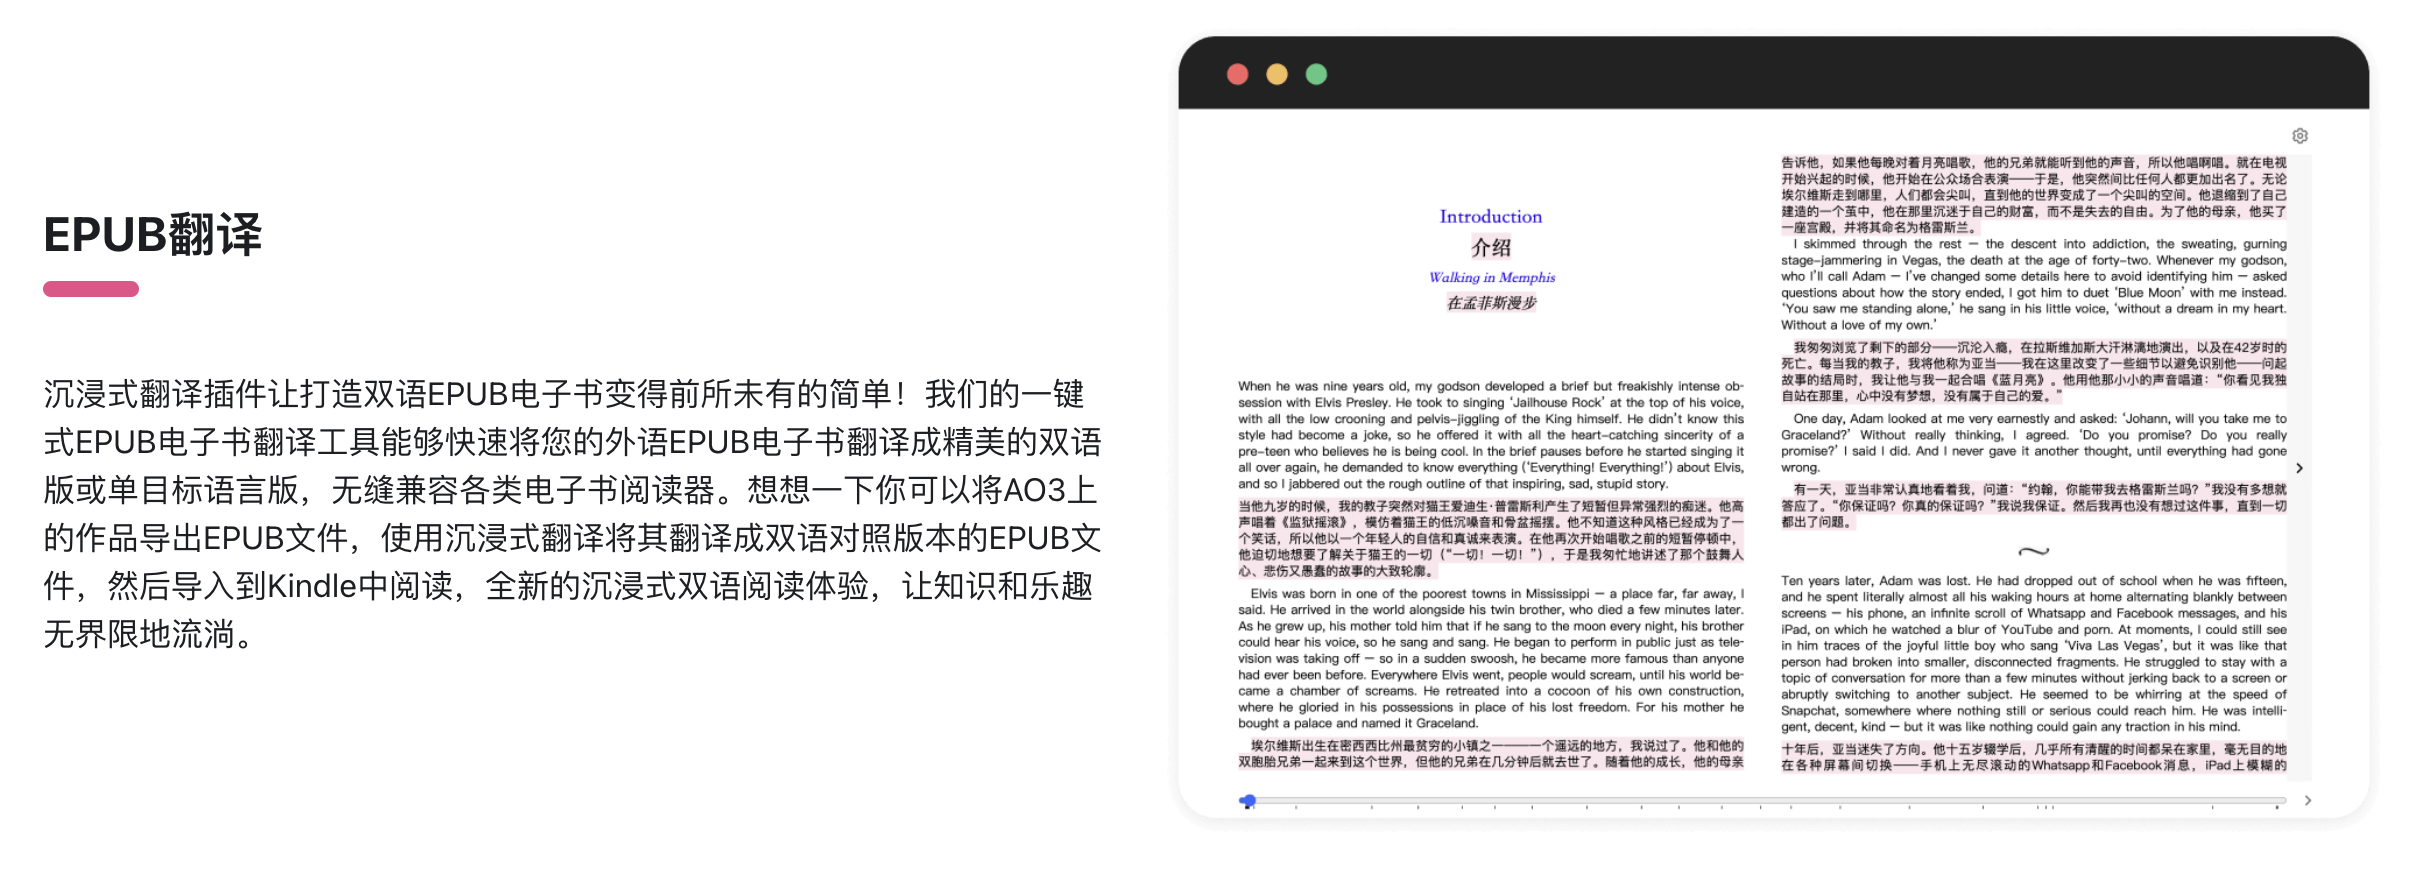 EPUB翻译
沉浸式翻译插件让打造双语EPUB电子书变得前所未有的简单！我们的一键
式EPUB电子书翻译工具能够快速将您的外语EPUB电子书翻译成精美的双语
版或单目标语言版，无缝兼容各类电子书阅读器。想想一下你可以将AO3上
的作品导出EPUB文件，使用沉浸式翻译将其翻译成双语对照版本的EPUB文
件，然后导入到Kindle中阅读，全新的沉浸式双语阅读体验，让知识和乐趣
无界限地流淌。
Introduction
介绍
Walking in Memphis
在孟菲斯漫步
When he was nine years old, my godson developed a brief but freakishly intense ob-
session with Elvis Presley. He took to singing ‘Jailhouse Rock’ at the top of his voice,
with all the low crooning and pelvis-jiggling of the King himself. He didn’t know this
style had become a joke, so he offered it with all the heart-catching sincerity of a
pre-teen who believes he is being cool. In the brief pauses before he started singing it
all over again, he demanded to know everything (‘Everything! Everything!’) about Elvis,
and so I jabbered out the rough outline of that inspiring, sad, stupid story.
当他九岁的时候，我的教子突然对猫王爱迪生·普雷斯利产生了短暂但异常强烈的痴迷。他高
声唱着《监狱摇滚》，模仿着猫王的低沉嗓音和骨盆摇摆。他不知道这种风格已经成为了一
个笑话，所以他以一个年轻人的自信和真诚来表演。在他再次开始唱歌之前的短暂停顿中，
他迫切地想要了解关于猫王的一切（“一切！一切！”），于是我匆忙地讲述了那个鼓舞人
心、悲伤又愚蠢的故事的大致轮廓。
Elvis was born in one of the poorest towns in Mississippi – a place far, far away, I
said. He arrived in the world alongside his twin brother, who died a few minutes later.
As he grew up, his mother told him that if he sang to the moon every night, his brother
could hear his voice, so he sang and sang. He began to perform in public just as tele-
vision was taking off – so in a sudden swoosh, he became more famous than anyone
had ever been before. Everywhere Elvis went, people would scream, until his world be-
came a chamber of screams. He retreated into a cocoon of his own construction,
where he gloried in his possessions in place of his lost freedom. For his mother he
bought a palace and named it Graceland.
埃尔维斯出生在密西西比州最贫穷的小镇之一——一个遥远的地方，我说过了。他和他的
双胞胎兄弟一起来到这个世界，但他的兄弟在几分钟后就去世了。随着他的成长，他的母亲
告诉他，如果他每晚对着月亮唱歌，他的兄弟就能听到他的声音，所以他唱啊唱。就在电视
开始兴起的时候，他开始在公众场合表演——于是，他突然间比任何人都更加出名了。无论
埃尔维斯走到哪里，人们都会尖叫，直到他的世界变成了一个尖叫的空间。他退缩到了自己
建造的一个茧中，他在那里沉迷于自己的财富，而不是失去的自由。为了他的母亲，他买了
一座宫殿，并将其命名为格雷斯兰。
I skimmed through the rest – the descent into addiction, the sweating, gurning
stage-jammering in Vegas, the death at the age of forty-two. Whenever my godson,
who I’ll call Adam – I’ve changed some details here to avoid identifying him – asked
questions about how the story ended, I got him to duet ‘Blue Moon’ with me instead.
‘You saw me standing alone,’ he sang in his little voice, ‘without a dream in my heart.
Without a love of my own.’
我匆匆浏览了剩下的部分——沉沦入瘾，在拉斯维加斯大汗淋漓地演出，以及在42岁时的
死亡。每当我的教子，我将他称为亚当——我在这里改变了一些细节以避免识别他——问起
故事的结局时，我让他与我一起合唱《蓝月亮》。他用他那小小的声音唱道：“你看见我独
自站在那里，心中没有梦想，没有属于自己的爱。”
One day, Adam looked at me very earnestly and asked: ‘Johann, will you take me to
Graceland?’ Without really thinking, I agreed. ‘Do you promise? Do you really
promise?’ I said I did. And I never gave it another thought, until everything had gone
wrong.
有一天，亚当非常认真地看着我，问道：“约翰，你能带我去格雷斯兰吗？”我没有多想就
答应了。“你保证吗？你真的保证吗？”我说我保证。然后我再也没有想过这件事，直到一切
都出了问题。
Ten years later, Adam was lost. He had dropped out of school when he was fifteen,
and he spent literally almost all his waking hours at home alternating blankly between
screens – his phone, an infinite scroll of Whatsapp and Facebook messages, and his
iPad, on which he watched a blur of YouTube and porn. At moments, I could still see
in him traces of the joyful little boy who sang ‘Viva Las Vegas’, but it was like that
person had broken into smaller, disconnected fragments. He struggled to stay with a
topic of conversation for more than a few minutes without jerking back to a screen or
abruptly switching to another subject. He seemed to be whirring at the speed of
Snapchat, somewhere where nothing still or serious could reach him. He was intelli-
gent, decent, kind – but it was like nothing could gain any traction in his mind.
十年后，亚当迷失了方向。他十五岁辍学后，几乎所有清醒的时间都呆在家里，毫无目的地
在各种屏幕间切换——手机上无尽滚动的Whatsapp和Facebook消息，iPad上模糊的